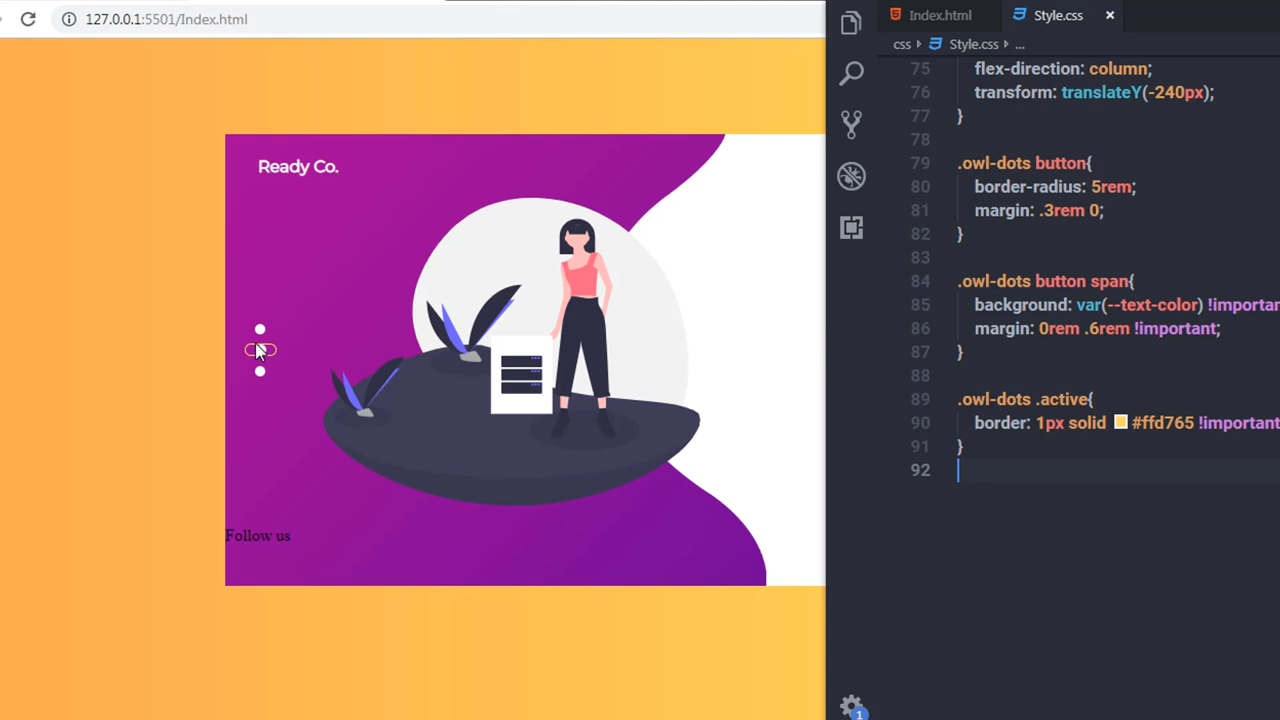 127.0.0.1:5501/Index.html
Ready Co.
Follow us
Index.html
Style.css
css > Style.css > ...
75 flex-direction: column;
76 transform: translateY(-240px);
77 }
78
79 .owl-dots button{
80 border-radius: 5rem;
81 margin: .3rem 0;
82 }
83
84 .owl-dots button span{
85 background: var(--text-color) !importan
86 margin: 0rem .6rem !important;
87 }
88
89 .owl-dots .active{
90 border: 1px solid #ffd765 !important
91 }
92
1